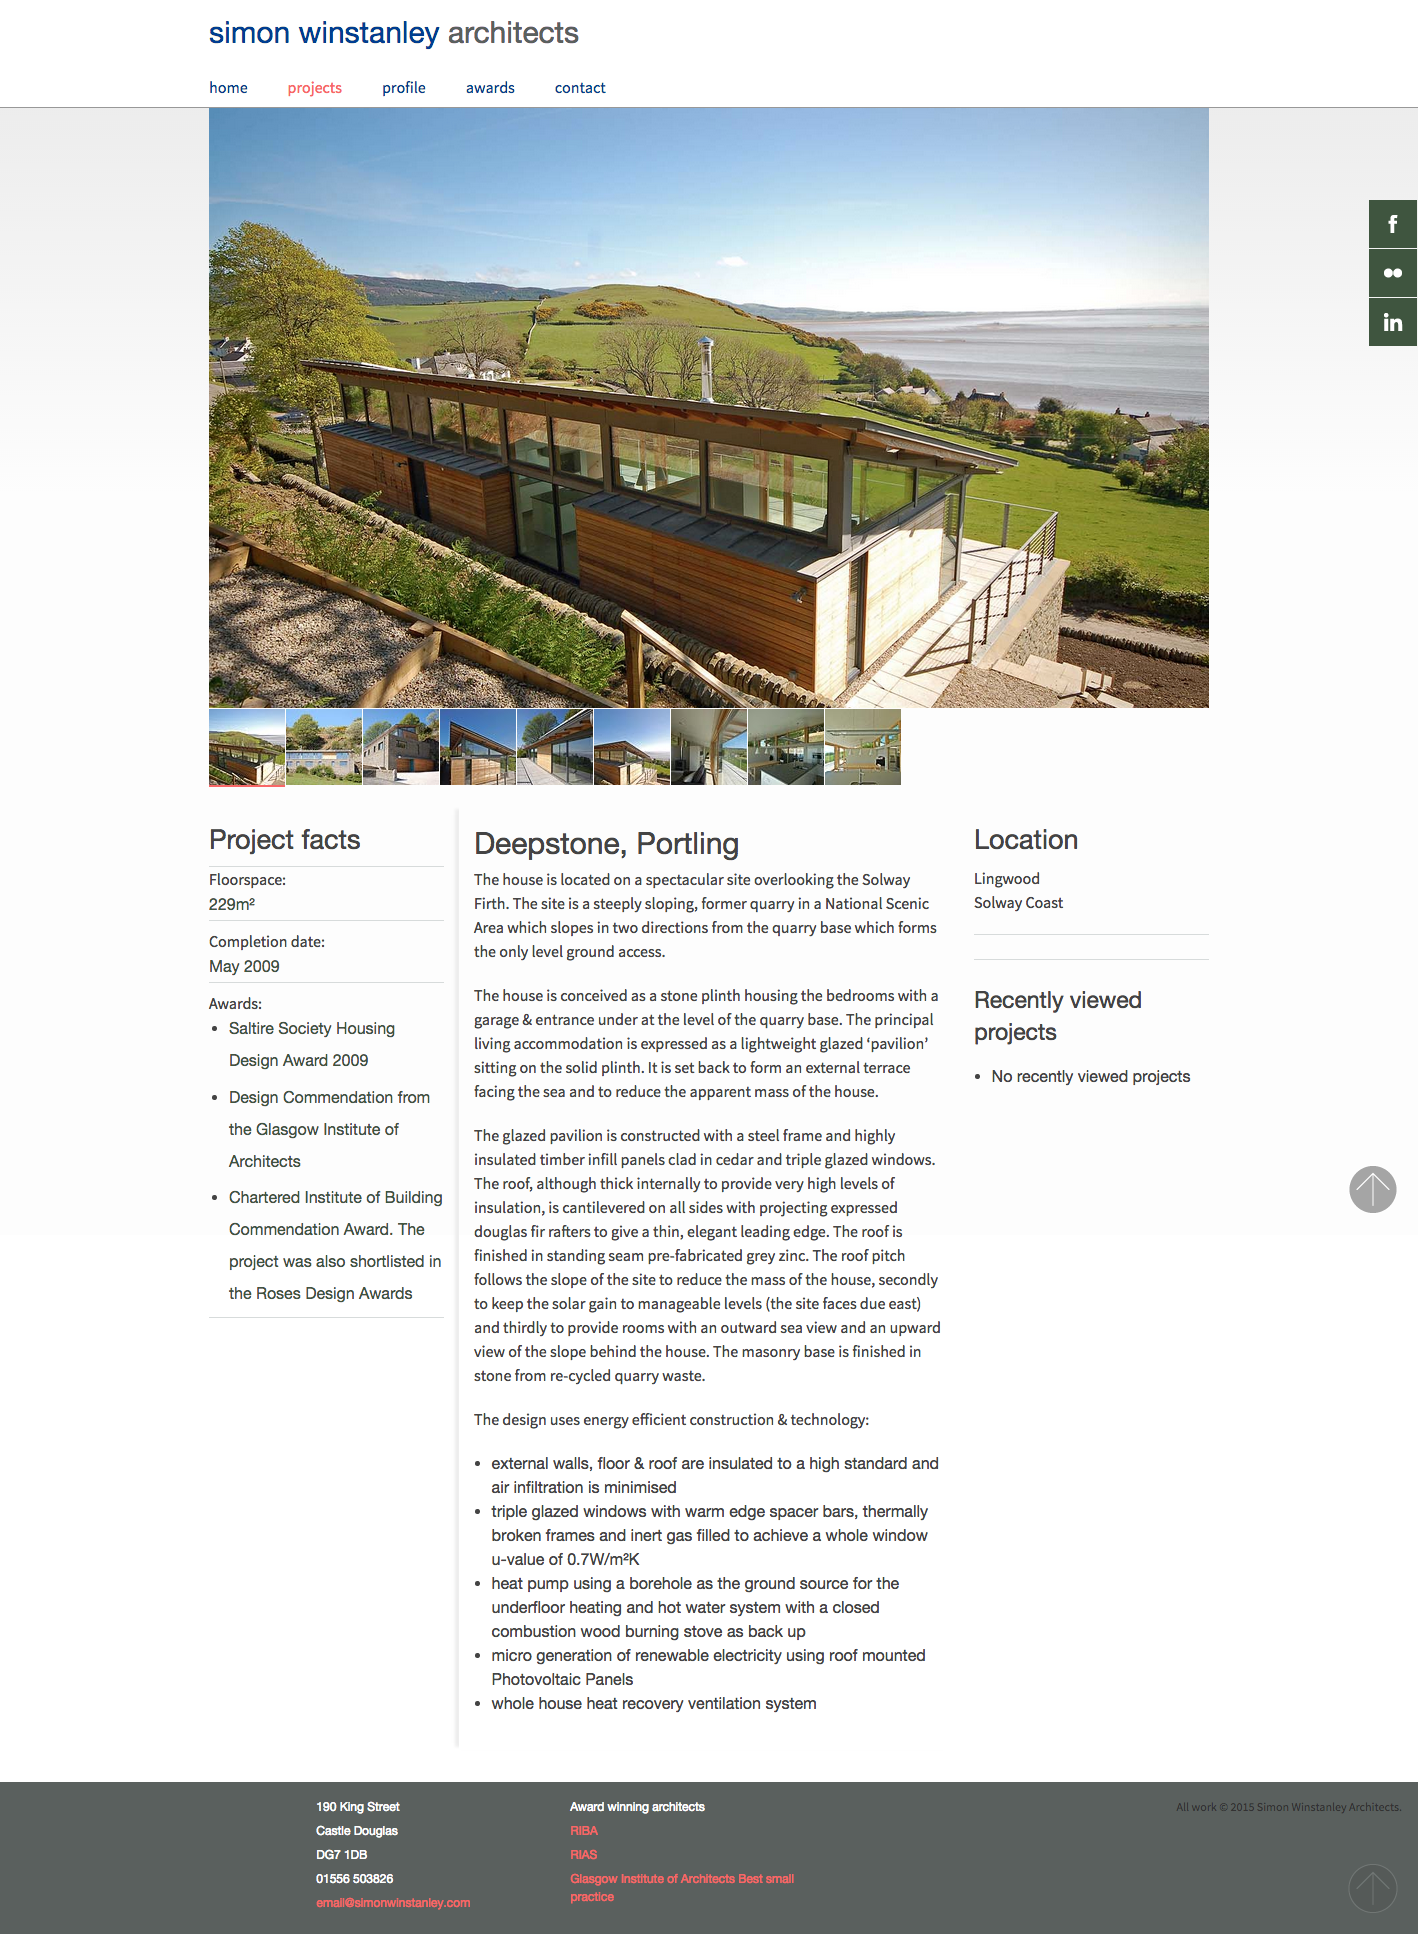 simon winstanley architects
home projects profile awards contact
f
in
Project facts
Floorspace:
229m²
Completion date:
May 2009
Awards:
• Saltire Society Housing
Design Award 2009
• Design Commendation from
the Glasgow Institute of
Architects
• Chartered Institute of Building
Commendation Award. The
project was also shortlisted in
the Roses Design Awards
Deepstone, Portling
The house is located on a spectacular site overlooking the Solway
Firth. The site is a steeply sloping, former quarry in a National Scenic
Area which slopes in two directions from the quarry base which forms
the only level ground access.
The house is conceived as a stone plinth housing the bedrooms with a
garage & entrance under at the level of the quarry base. The principal
living accommodation is expressed as a lightweight glazed ‘pavilion’
sitting on the solid plinth. It is set back to form an external terrace
facing the sea and to reduce the apparent mass of the house.
The glazed pavilion is constructed with a steel frame and highly
insulated timber infill panels clad in cedar and triple glazed windows.
The roof, although thick internally to provide very high levels of
insulation, is cantilevered on all sides with projecting expressed
douglas fir rafters to give a thin, elegant leading edge. The roof is
finished in standing seam pre-fabricated grey zinc. The roof pitch
follows the slope of the site to reduce the mass of the house, secondly
to keep the solar gain to manageable levels (the site faces due east)
and thirdly to provide rooms with an outward sea view and an upward
view of the slope behind the house. The masonry base is finished in
stone from re-cycled quarry waste.
The design uses energy efficient construction & technology:
• external walls, floor & roof are insulated to a high standard and
air infiltration is minimised
• triple glazed windows with warm edge spacer bars, thermally
broken frames and inert gas filled to achieve a whole window
u-value of 0.7W/m²K
• heat pump using a borehole as the ground source for the
underfloor heating and hot water system with a closed
combustion wood burning stove as back up
• micro generation of renewable electricity using roof mounted
Photovoltaic Panels
• whole house heat recovery ventilation system
Location
Lingwood
Solway Coast
Recently viewed
projects
• No recently viewed projects
190 King Street
Castle Douglas
DG7 1DB
01556 503826
email@simonwinstanley.com
Award winning architects
RIBA
RIAS
Glasgow Institute of Architects Best small
practice
All work © 2015 Simon Winstanley Architects.